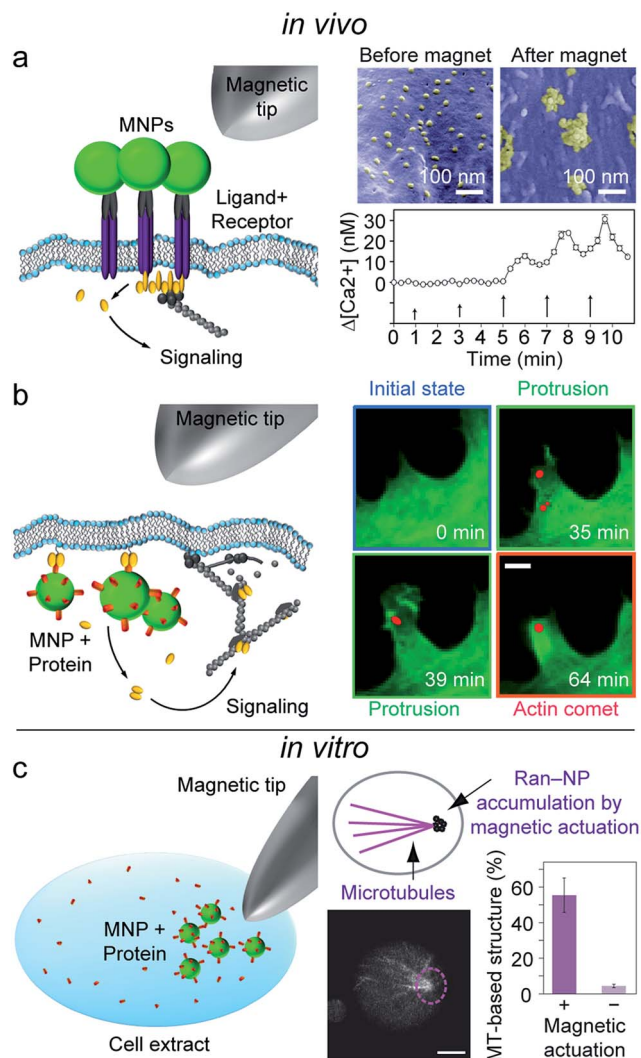 in vivo
a
Magnetic
tip
MNPs
Ligand+
Receptor
Signaling
Before magnet
After magnet
100 nm
100 nm
Δ[Ca2+] (nM)
30
20
10
0
0 1 2 3 4 5 6 7 8 9 10
Time (min)
b
Magnetic tip
MNP +
Protein
Signaling
Initial state
Protrusion
0 min
35 min
39 min
64 min
Protrusion
Actin comet
in vitro
c
Magnetic tip
MNP +
Protein
Cell extract
Ran–NP
accumulation by
magnetic actuation
Microtubules
MT-based structure (%)
60
40
20
0
+ −
Magnetic
actuation